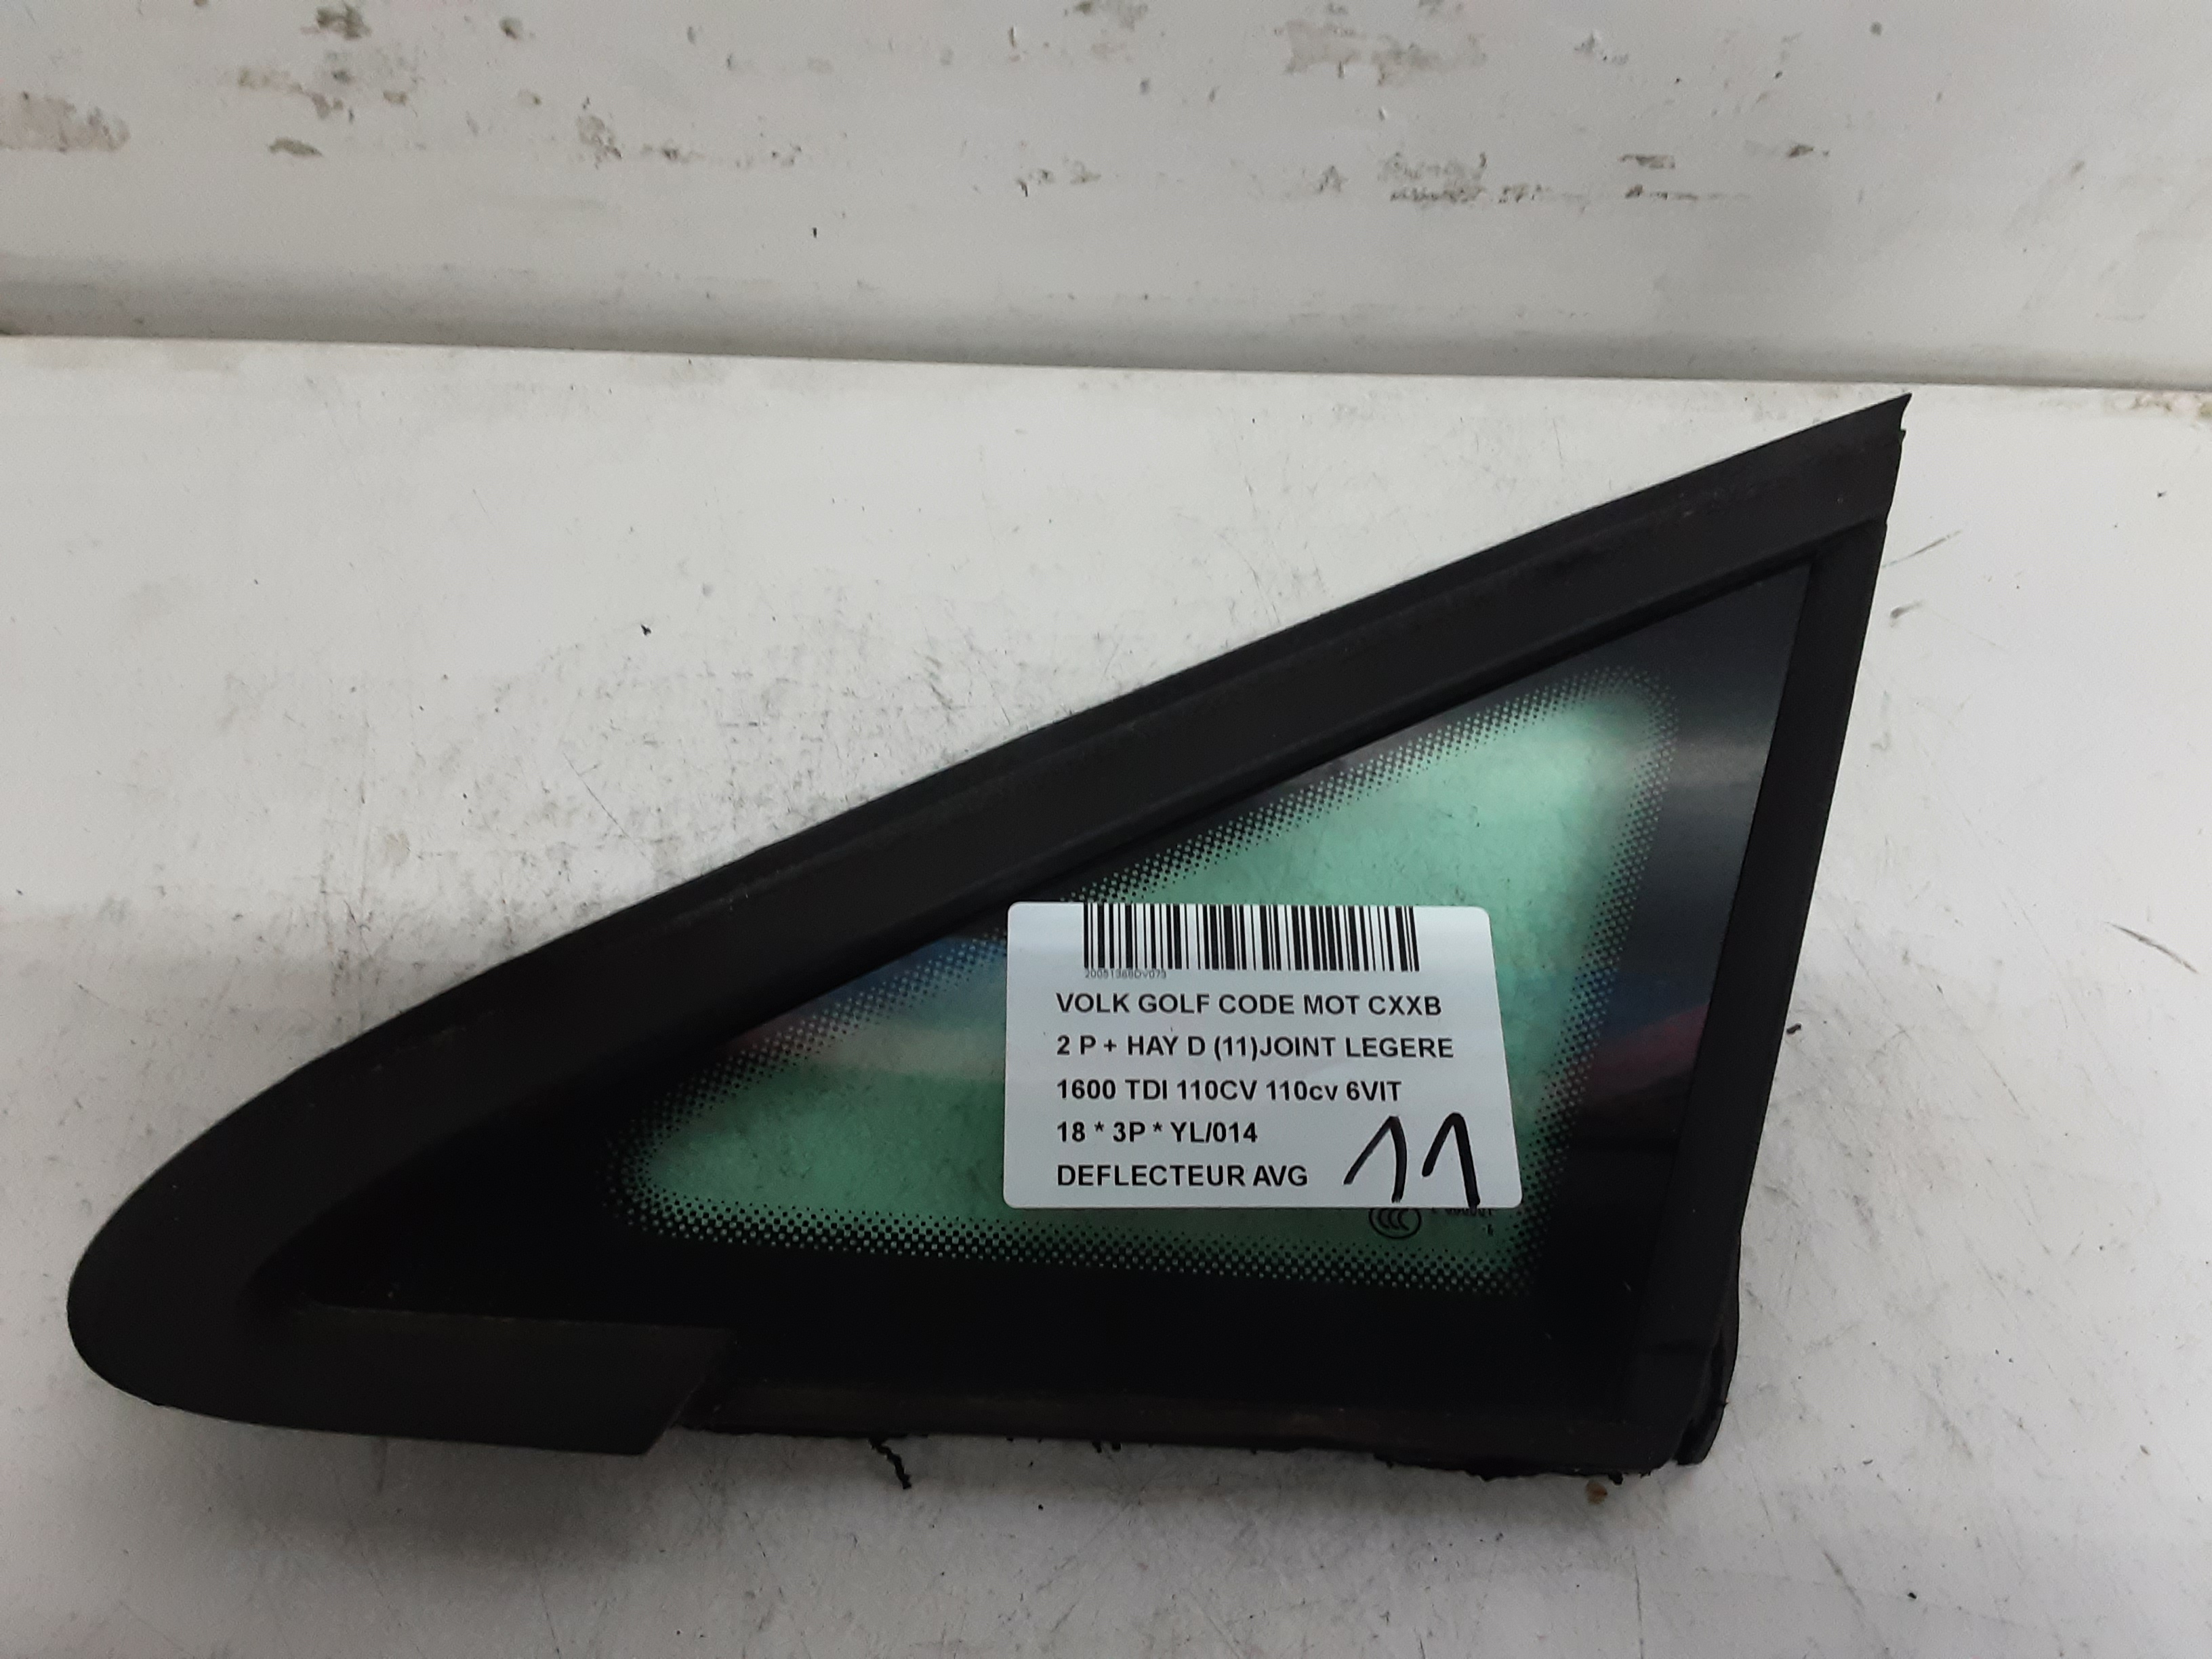 VOLK GOLF CODE MOT CXXB
2 P + HAY D (11)JOINT LEGERE
1600 TDI 110CV 110cv 6VIT
18 * 3P * YL/014
DEFLECTEUR AVG
11
CCC